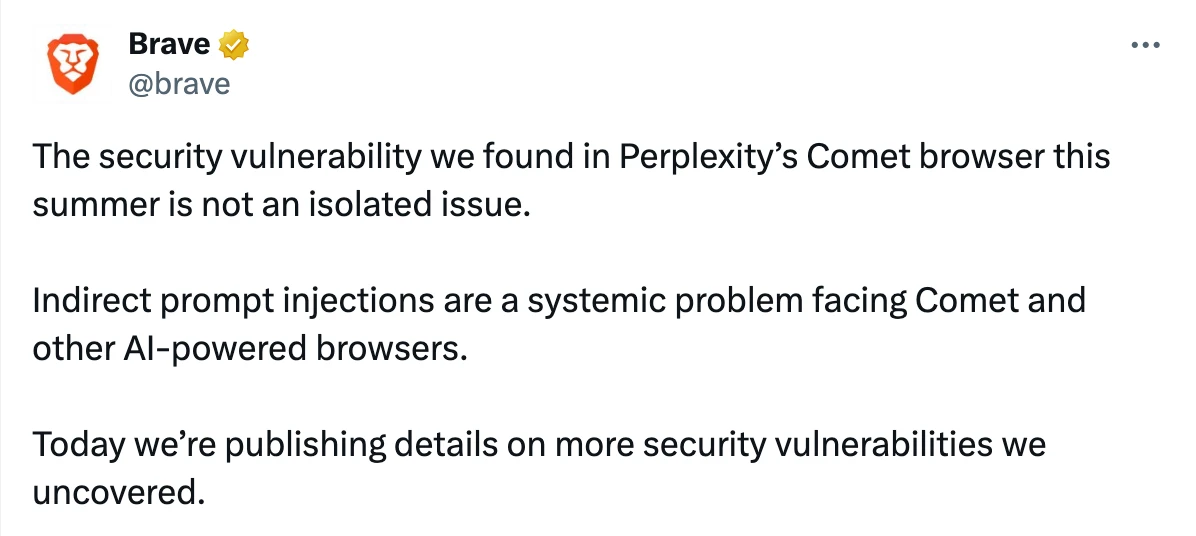 Brave
@brave
The security vulnerability we found in Perplexity’s Comet browser this
summer is not an isolated issue.
Indirect prompt injections are a systemic problem facing Comet and
other AI-powered browsers.
Today we’re publishing details on more security vulnerabilities we
uncovered.